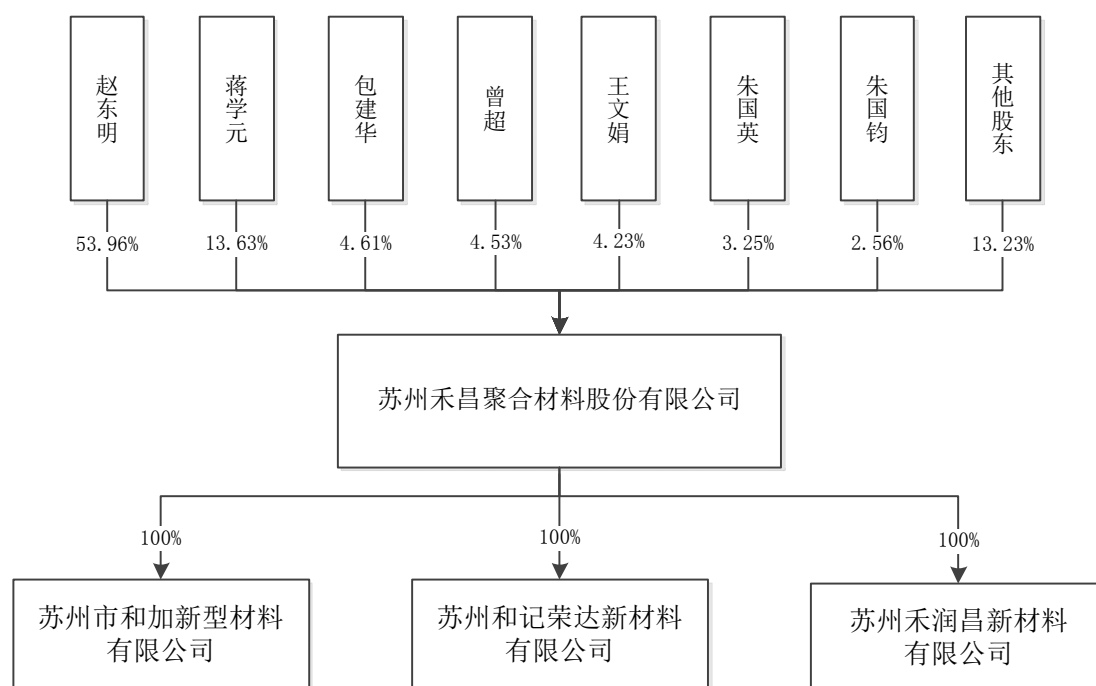 赵东明
蒋学元
包建华
曾超
王文娟
朱国英
朱国钧
其他股东
53.96%
13.63%
4.61%
4.53%
4.23%
3.25%
2.56%
13.23%
苏州禾昌聚合材料股份有限公司
100%
100%
100%
苏州市和加新型材料
有限公司
苏州和记荣达新材料
有限公司
苏州禾润昌新材料
有限公司